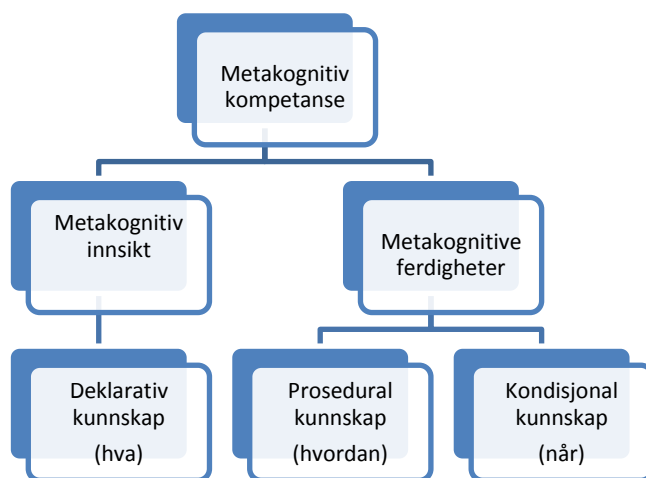 Metakognitiv
kompetanse
Metakognitiv
innsikt
Metakognitive
ferdigheter
Deklarativ
kunnskap
(hva)
Prosedural
kunnskap
(hvordan)
Kondisjonal
kunnskap
(når)